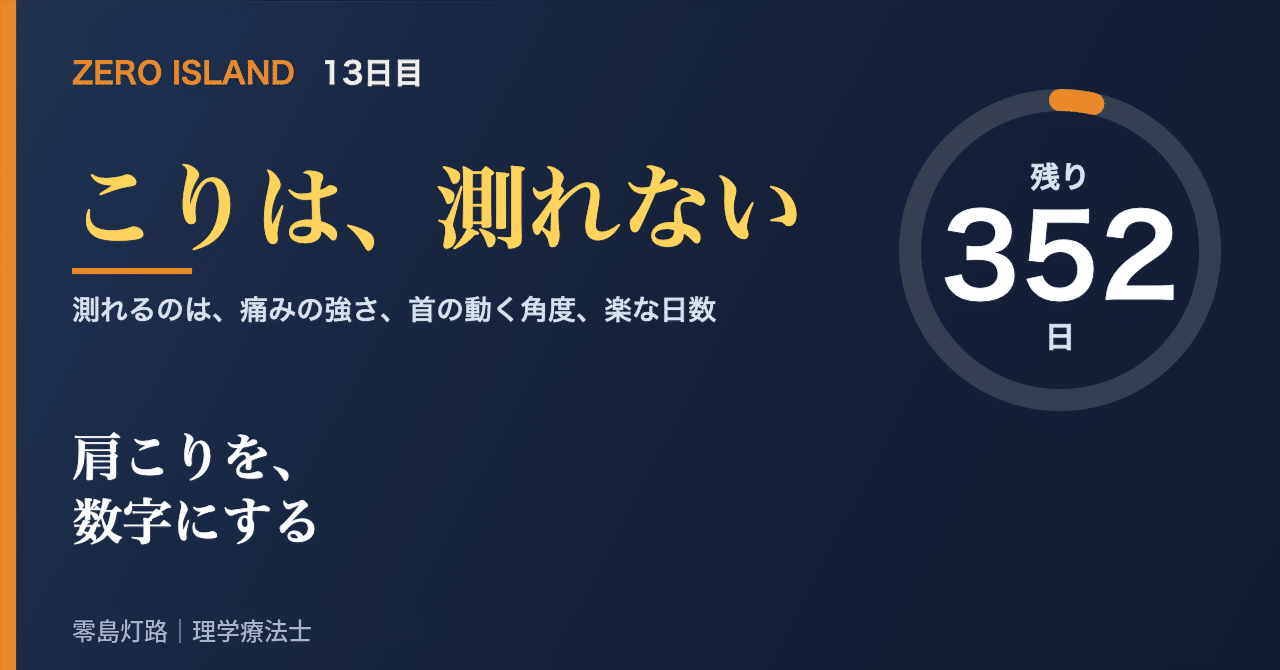 ZERO ISLAND 13日目
こりは、測れない
測れるのは、痛みの強さ、首の動く角度、楽な日数
残り
352
日
肩こりを、
数字にする
零島灯路｜理学療法士